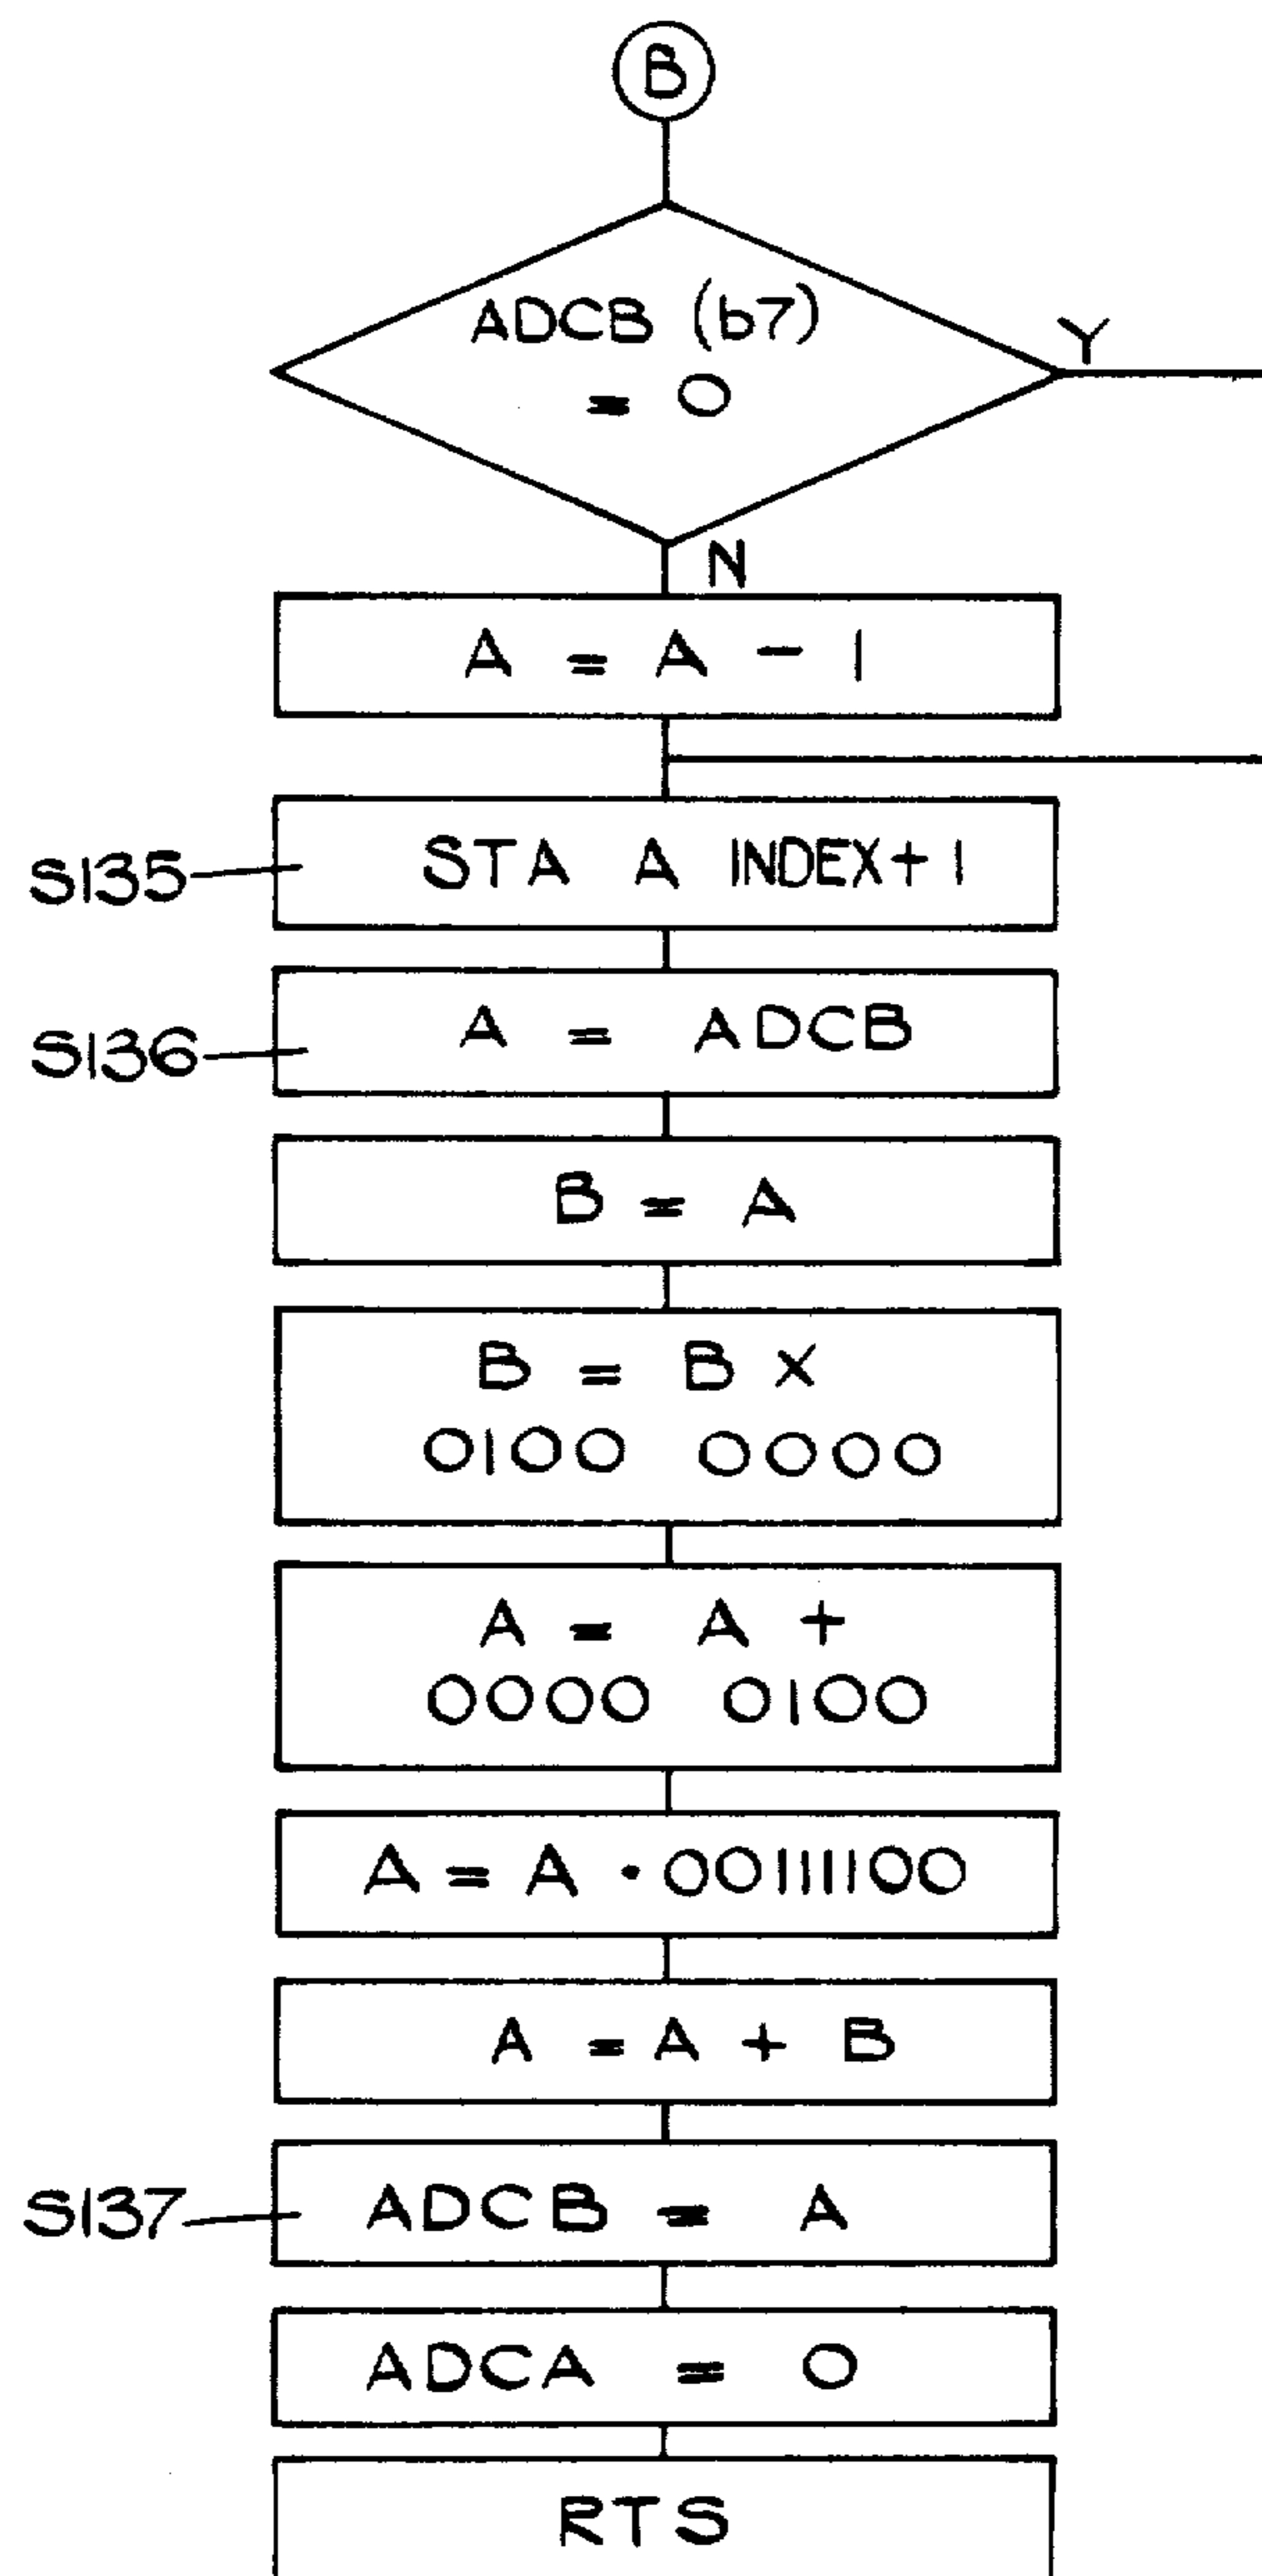 B
ADCB (b7)
= 0
Y
N
A = A - 1
S135
STA A INDEX+1
S136
A = ADCB
B = A
B = B ×
0100 0000
A = A +
0000 0100
A = A · 00111100
A = A + B
S137
ADCB = A
ADCA = 0
RTS